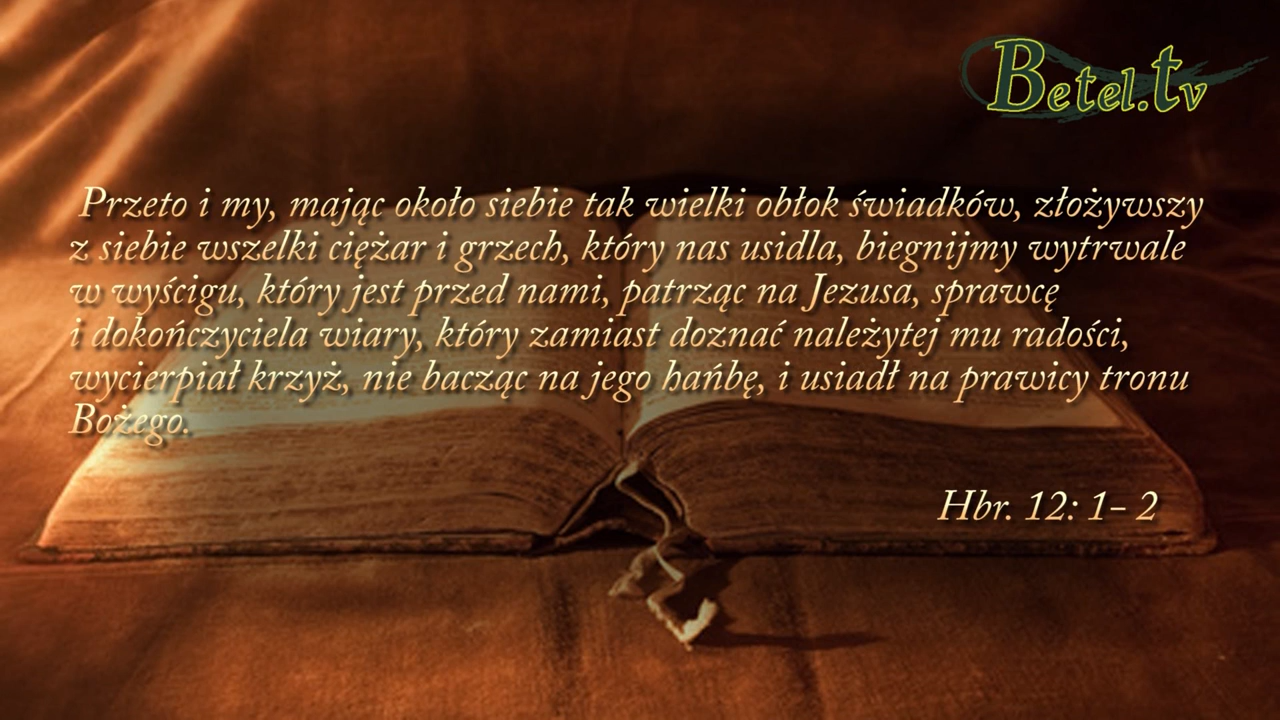 Betel.tv
Przeto i my, mając około siebie tak wielki obłok świadków, złożywszy
z siebie wszelki ciężar i grzech, który nas usidla, biegnijmy wytrwale
w wyścigu, który jest przed nami, patrząc na Jezusa, sprawcę
i dokończyciela wiary, który zamiast doznać należytej mu radości,
wycierpiał krzyż, nie bacząc na jego hańbę, i usiadł na prawicy tronu
Bożego.
Hbr. 12: 1- 2